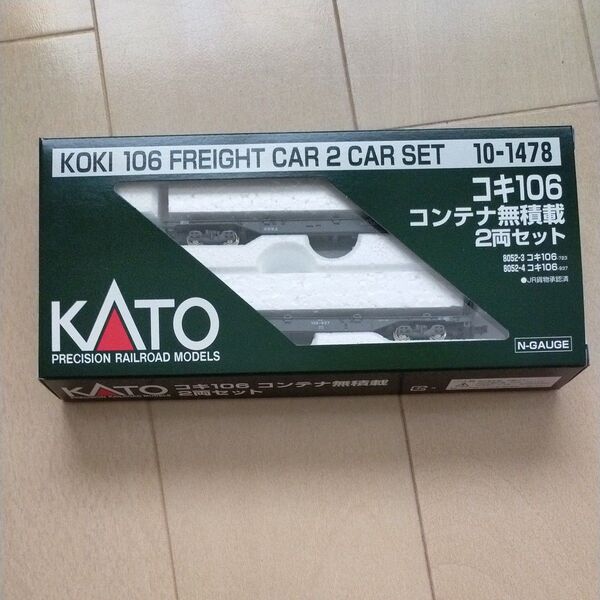 KOKI 106 FREIGHT CAR 2 CAR SET 10-1478
コキ106
コンテナ無積載
2両セット
8052-3 コキ106-783
8052-4 コキ106-937
●JR貨物承認済
KATO
PRECISION RAILROAD MODELS
N-GAUGE
KATO
コキ106 コンテナ無積載
2両セット